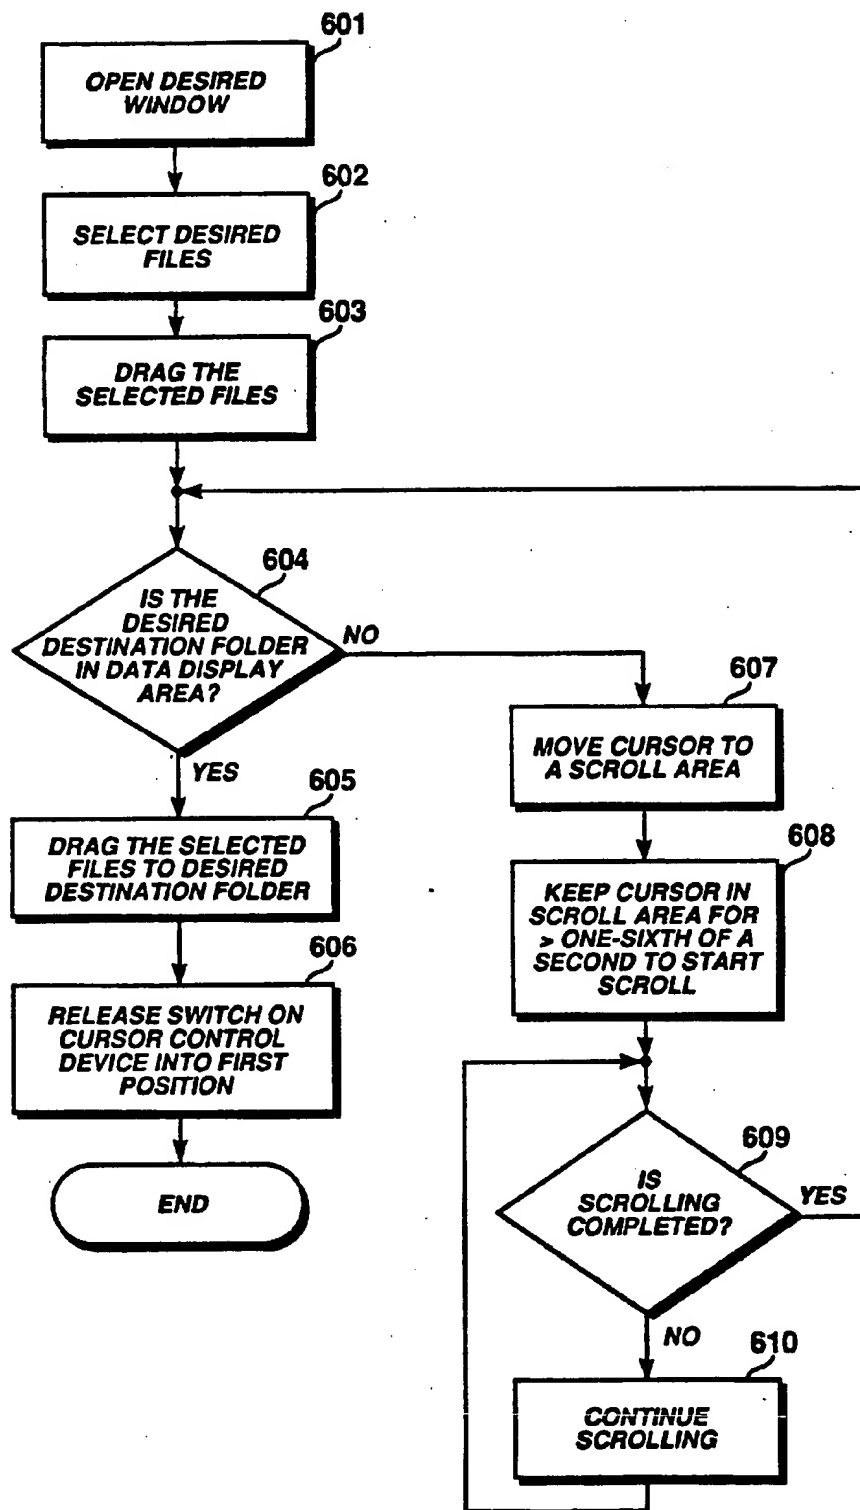 601
OPEN DESIRED
WINDOW
602
SELECT DESIRED
FILES
603
DRAG THE
SELECTED FILES
604
IS THE
DESIRED
DESTINATION FOLDER
IN DATA DISPLAY
AREA?
NO
YES
605
DRAG THE SELECTED
FILES TO DESIRED
DESTINATION FOLDER
606
RELEASE SWITCH ON
CURSOR CONTROL
DEVICE INTO FIRST
POSITION
END
607
MOVE CURSOR TO
A SCROLL AREA
608
KEEP CURSOR IN
SCROLL AREA FOR
> ONE-SIXTH OF A
SECOND TO START
SCROLL
609
IS
SCROLLING
COMPLETED?
YES
NO
610
CONTINUE
SCROLLING